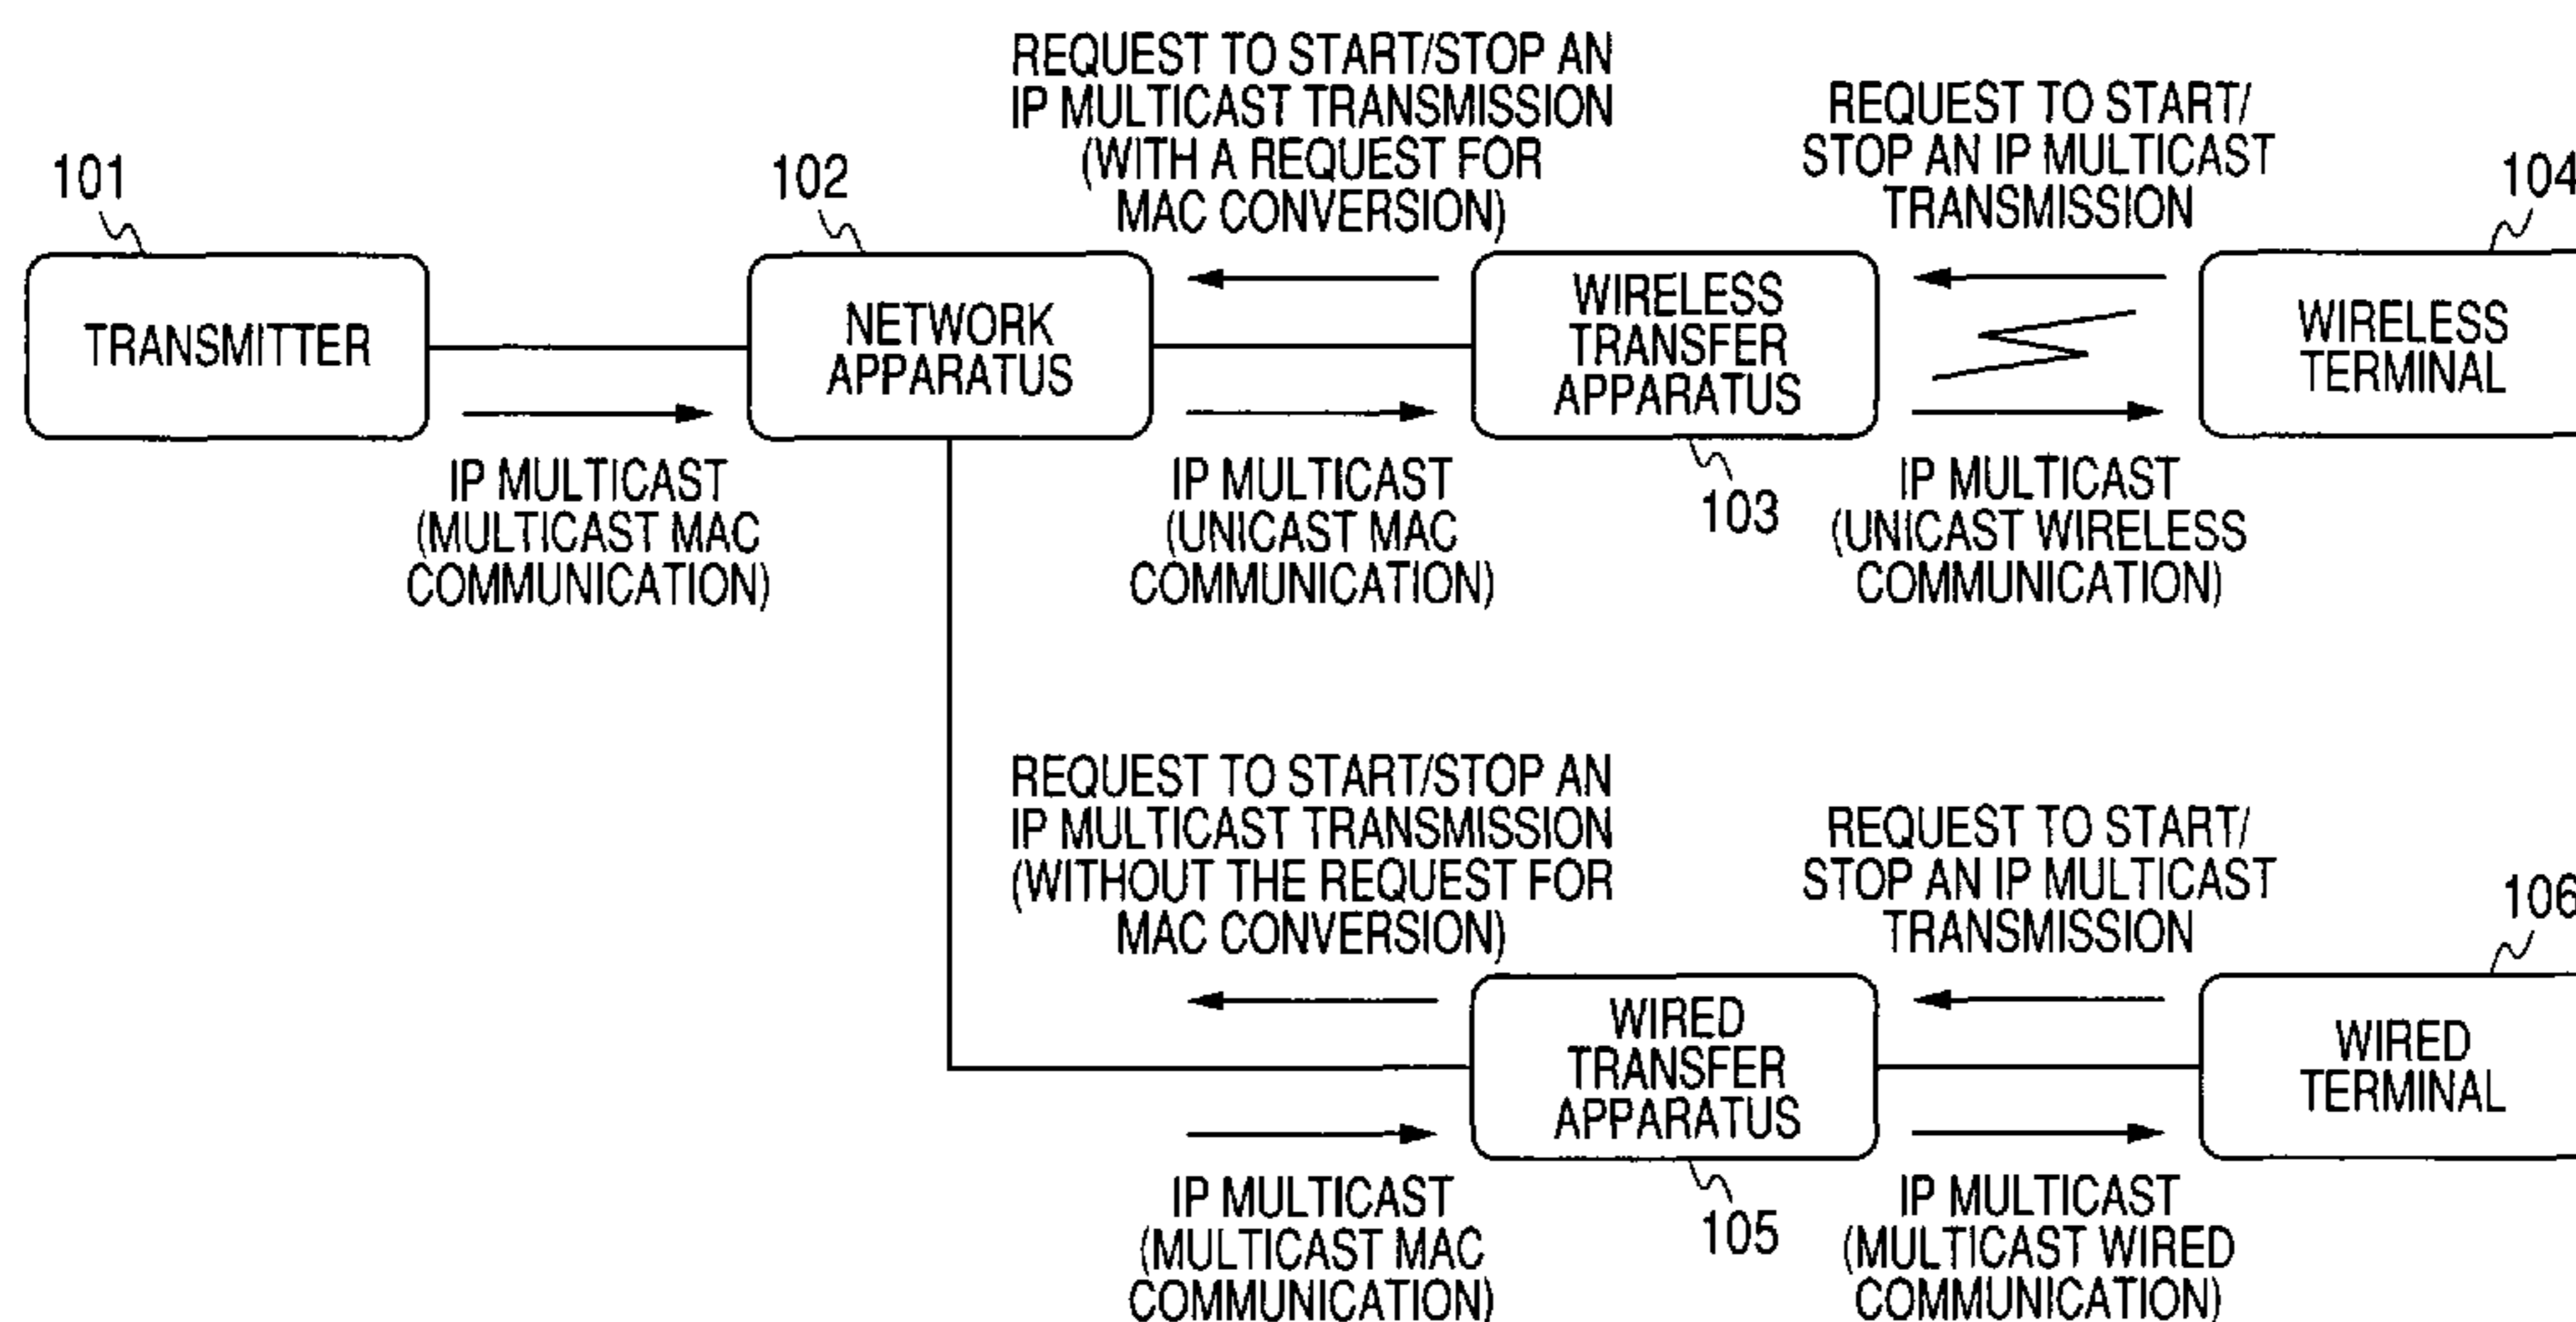 REQUEST TO START/STOP AN
IP MULTICAST TRANSMISSION
(WITH A REQUEST FOR
MAC CONVERSION)
REQUEST TO START/
STOP AN IP MULTICAST
TRANSMISSION
101
102
104
TRANSMITTER
NETWORK
APPARATUS
WIRELESS
TRANSFER
APPARATUS
WIRELESS
TERMINAL
IP MULTICAST
(MULTICAST MAC
COMMUNICATION)
IP MULTICAST
(UNICAST MAC
COMMUNICATION)
103
IP MULTICAST
(UNICAST WIRELESS
COMMUNICATION)
REQUEST TO START/STOP AN
IP MULTICAST TRANSMISSION
(WITHOUT THE REQUEST FOR
MAC CONVERSION)
REQUEST TO START/
STOP AN IP MULTICAST
TRANSMISSION
106
WIRED
TRANSFER
APPARATUS
WIRED
TERMINAL
IP MULTICAST
(MULTICAST MAC
COMMUNICATION)
105
IP MULTICAST
(MULTICAST WIRED
COMMUNICATION)